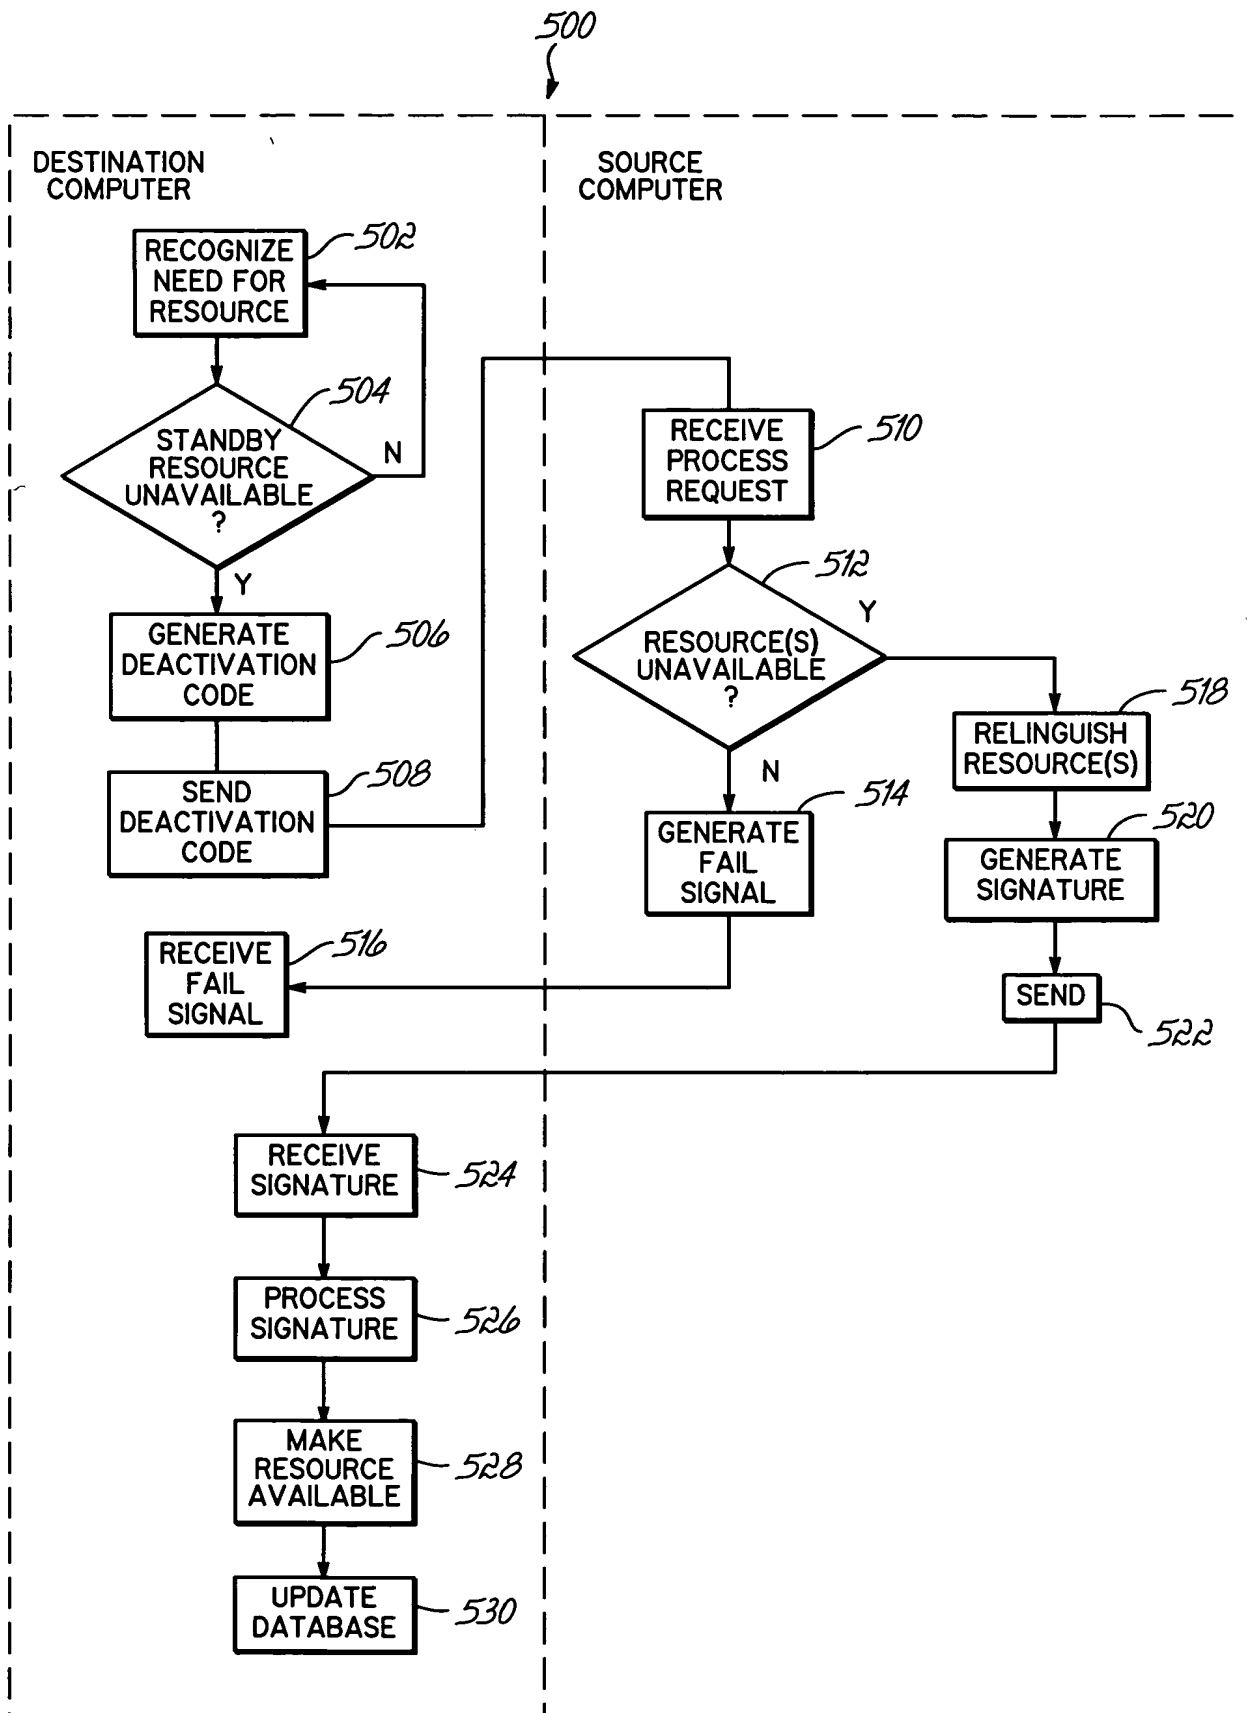 500
DESTINATION
COMPUTER
SOURCE
COMPUTER
RECOGNIZE
NEED FOR
RESOURCE
502
STANDBY
RESOURCE
UNAVAILABLE
?
504
N
Y
GENERATE
DEACTIVATION
CODE
506
SEND
DEACTIVATION
CODE
508
RECEIVE
PROCESS
REQUEST
510
RESOURCE(S)
UNAVAILABLE
?
512
Y
N
GENERATE
FAIL
SIGNAL
514
RECEIVE
FAIL
SIGNAL
516
RELINGUISH
RESOURCE(S)
518
GENERATE
SIGNATURE
520
SEND
522
RECEIVE
SIGNATURE
524
PROCESS
SIGNATURE
526
MAKE
RESOURCE
AVAILABLE
528
UPDATE
DATABASE
530